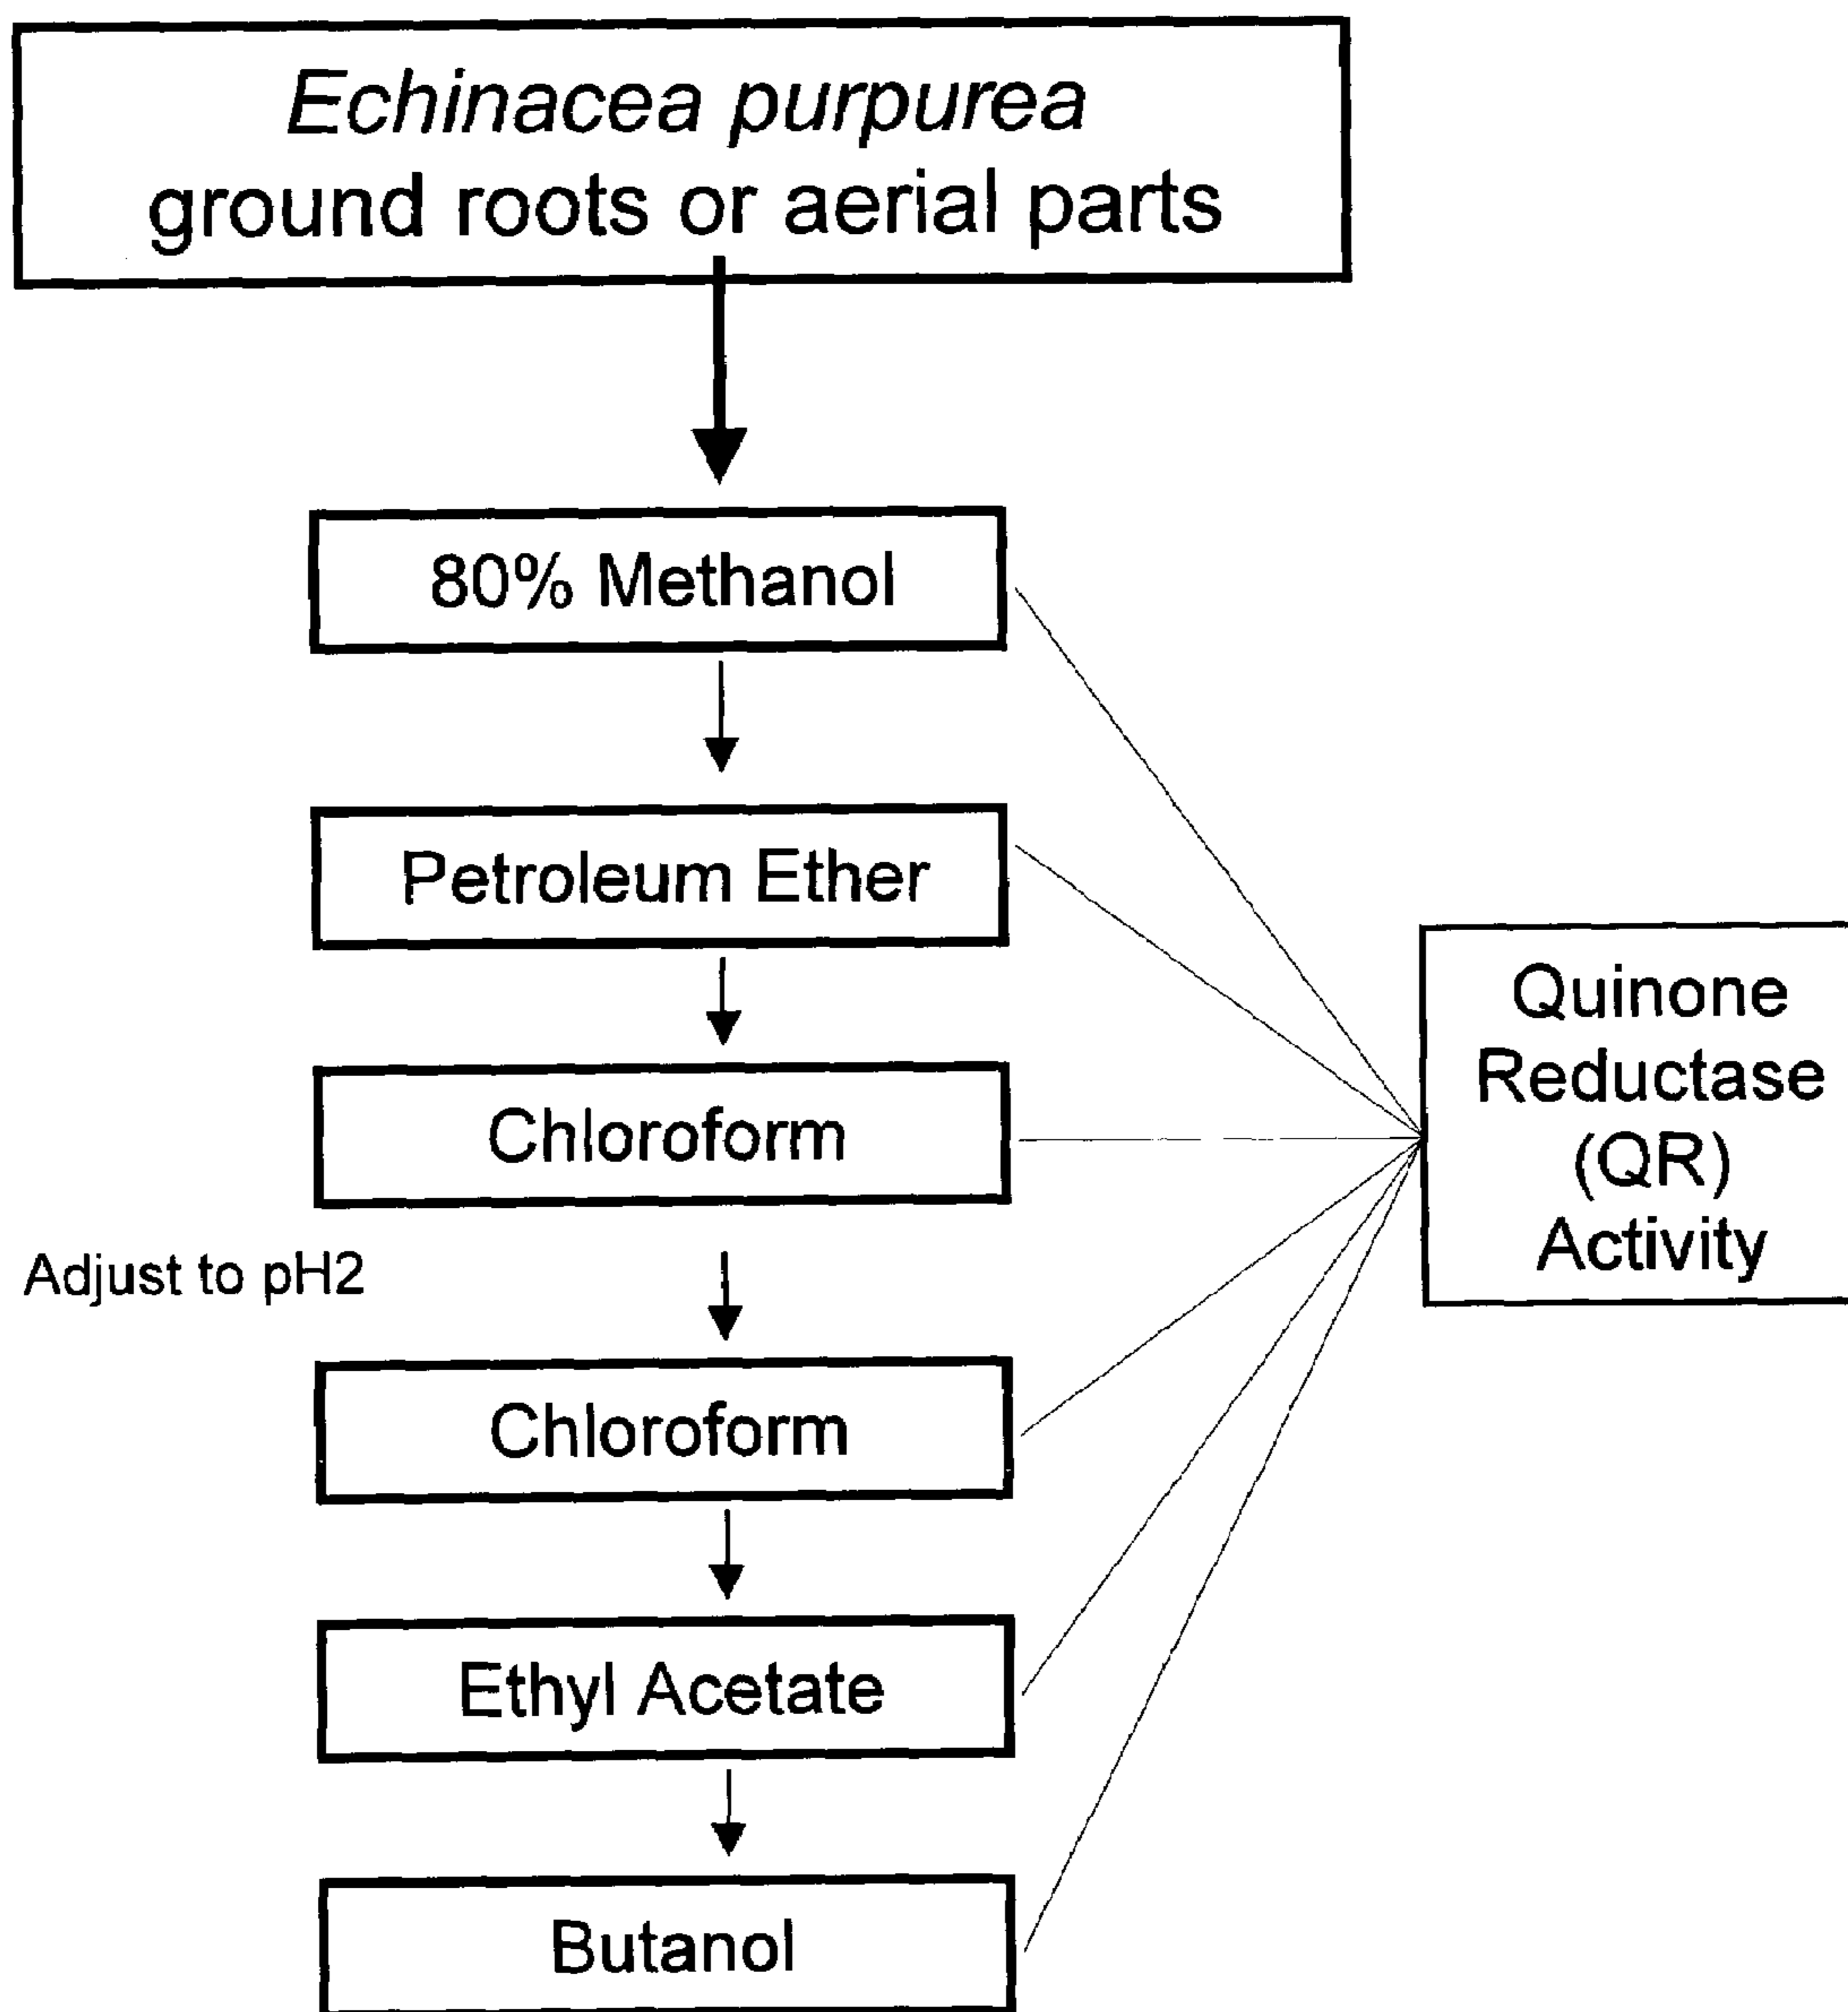 Echinacea purpurea
ground roots or aerial parts
80% Methanol
Petroleum Ether
Chloroform
Adjust to pH2
Chloroform
Ethyl Acetate
Butanol
Quinone
Reductase
(QR)
Activity